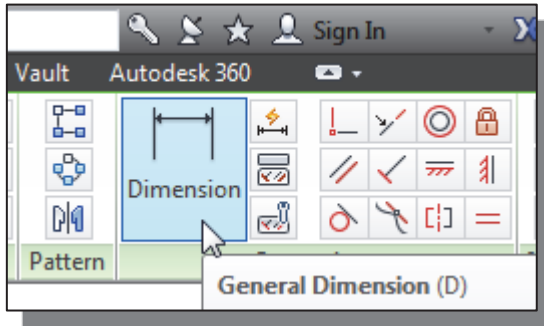 Sign In
Vault Autodesk 360
Dimension
Pattern
General Dimension (D)